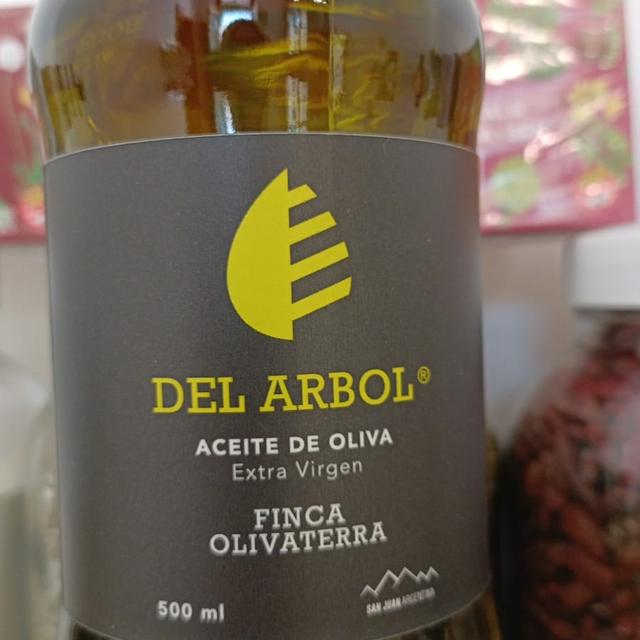 DEL ARBOL®
ACEITE DE OLIVA
Extra Virgen
FINCA
OLIVATERRA
500 ml
SAN JUAN ARGENTINA